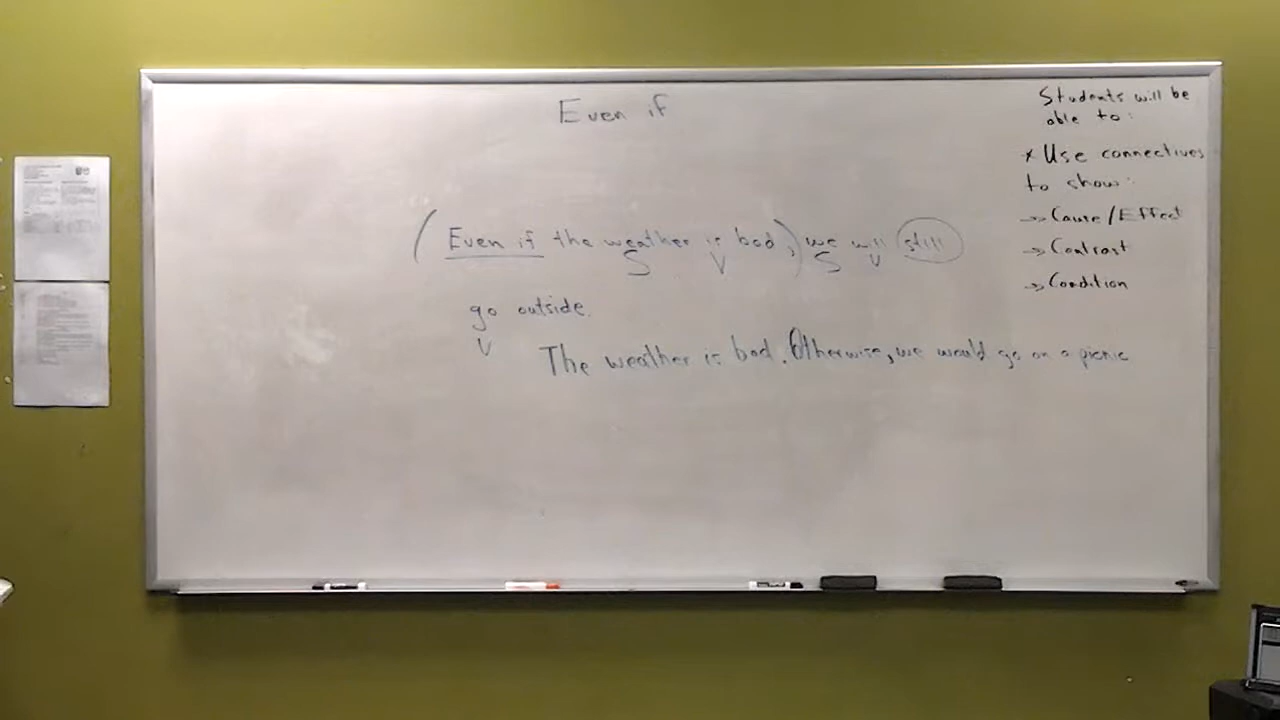 Even if
(Even if the weather is bad,) we will still
S V S V
go outside.
V
The weather is bad. Otherwise, we would go on a picnic
Students will be
able to:
* Use connectives
to show:
->> Cause/Effect
->> Contrast
->> Condition